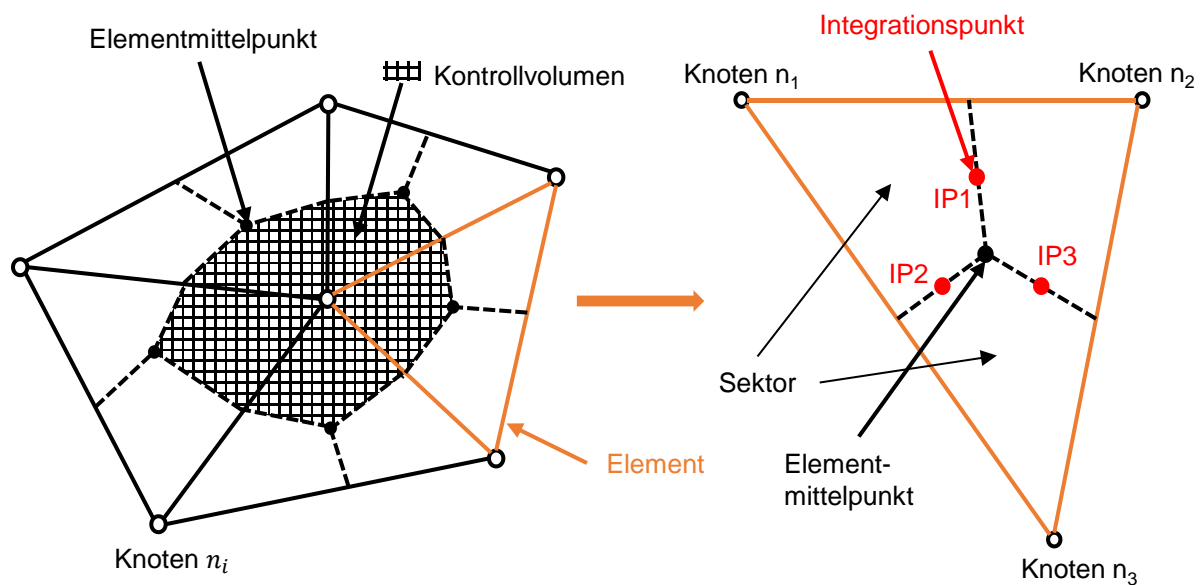 Elementmittelpunkt
Kontrollvolumen
Element
Knoten nᵢ
Integrationspunkt
Knoten n₁
Knoten n₂
IP1
IP2
IP3
Sektor
Element-
mittelpunkt
Knoten n₃